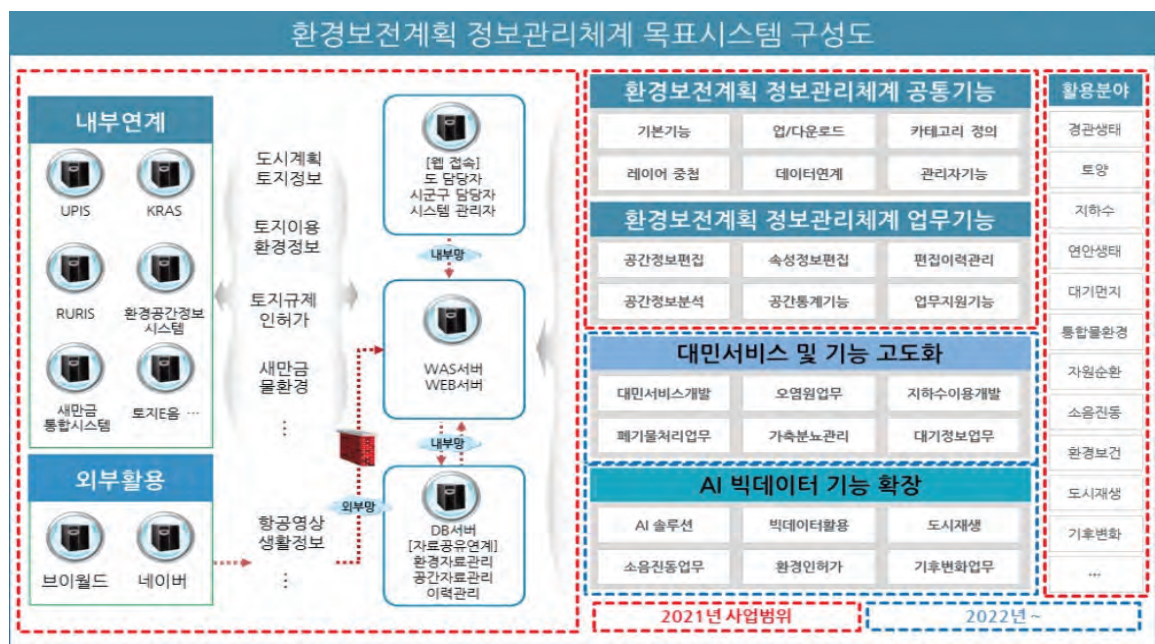 환경보전계획 정보관리체계 목표시스템 구성도
내부연계
UPIS
KRAS
RURIS
환경공간정보
시스템
새만금
통합시스템
토지E음 …
외부활용
브이월드
네이버
도시계획
토지정보
토지이용
환경정보
토지규제
인허가
새만금
물환경
⋮
항공영상
생활정보
⋮
[웹 접속]
도 담당자
시군구 담당자
시스템 관리자
내부망
WAS서버
WEB서버
내부망
외부망
DB서버
[자료공유연계]
환경자료관리
공간자료관리
이력관리
환경보전계획 정보관리체계 공통기능
기본기능
업/다운로드
카테고리 정의
레이어 중첩
데이터연계
관리자기능
환경보전계획 정보관리체계 업무기능
공간정보편집
속성정보편집
편집이력관리
공간정보분석
공간통계기능
업무지원기능
대민서비스 및 기능 고도화
대민서비스개발
오염원업무
지하수이용개발
폐기물처리업무
가축분뇨관리
대기정보업무
AI 빅데이터 기능 확장
AI 솔루션
빅데이터활용
도시재생
소음진동업무
환경인허가
기후변화업무
2021년 사업범위
2022년 ~
활용분야
경관생태
토양
지하수
연안생태
대기먼지
통합물환경
자원순환
소음진동
환경보건
도시재생
기후변화
…